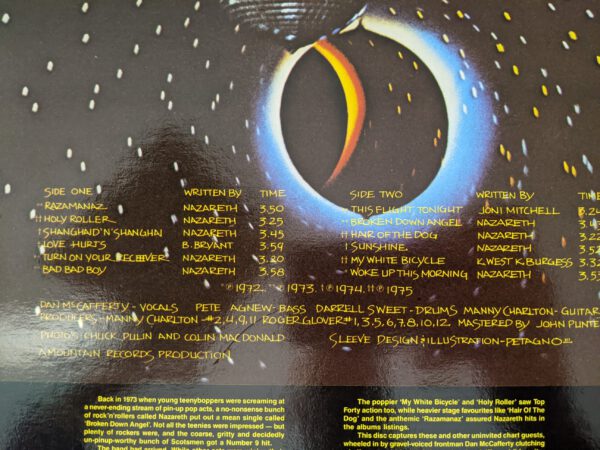 SIDE ONE WRITTEN BY TIME
RAZAMANAZ NAZARETH 3.50
†† HOLY ROLLER NAZARETH 3.25
† SHANGHAID'N'SHANGHAI NAZARETH 3.45
LOVE HURTS B.BRYANT 3.59
TURN ON YOUR RECEIVER NAZARETH 3.20
BAD BAD BOY NAZARETH 3.58
SIDE TWO WRITTEN BY TIM
THIS FLIGHT TONIGHT JONI MITCHELL 3.24
BROKEN DOWN ANGEL NAZARETH
†† HAIR OF THE DOG NAZARETH 3.22
† SUNSHINE NAZARETH
†† MY WHITE BICYCLE K.WEST K.BURGESS 3.32
WOKE UP THIS MORNING NAZARETH
℗1972. ℗1973. †℗1974. ††℗1975
DAN McCAFFERTY - VOCALS PETE AGNEW - BASS DARRELL SWEET - DRUMS MANNY CHARLTON - GUITAR
PRODUCERS - MANNY CHARLTON - #2,4,9,11 ROGER GLOVER #1,3,5,6,7,8,10,12. MASTERED BY JOHN PUNTE
PHOTOS CHUCK PULIN AND COLIN MACDONALD SLEEVE DESIGN & ILLUSTRATION - PETAGNO
A MOUNTAIN RECORDS PRODUCTION
Back in 1973 when young teenyboppers were screaming at
a never-ending stream of pin-up pop acts, a no-nonsense bunch
of rock'n'rollers called Nazareth put out a mean single called
'Broken Down Angel'. Not all the teenies were impressed — but
plenty of rockers were, and the coarse, gritty and decidedly
un-pinup-worthy bunch of Scotsmen got a Number 9 hit.
The poppier 'My White Bicycle' and 'Holy Roller' saw Top
Forty action too, while heavier stage favourites like 'Hair Of The
Dog' and the anthemic 'Razamanaz' assured Nazareth hits in
the albums listings.
This disc captures these and other uninvited chart guests,
wheeled in by gravel-voiced frontman Dan McCafferty clutching